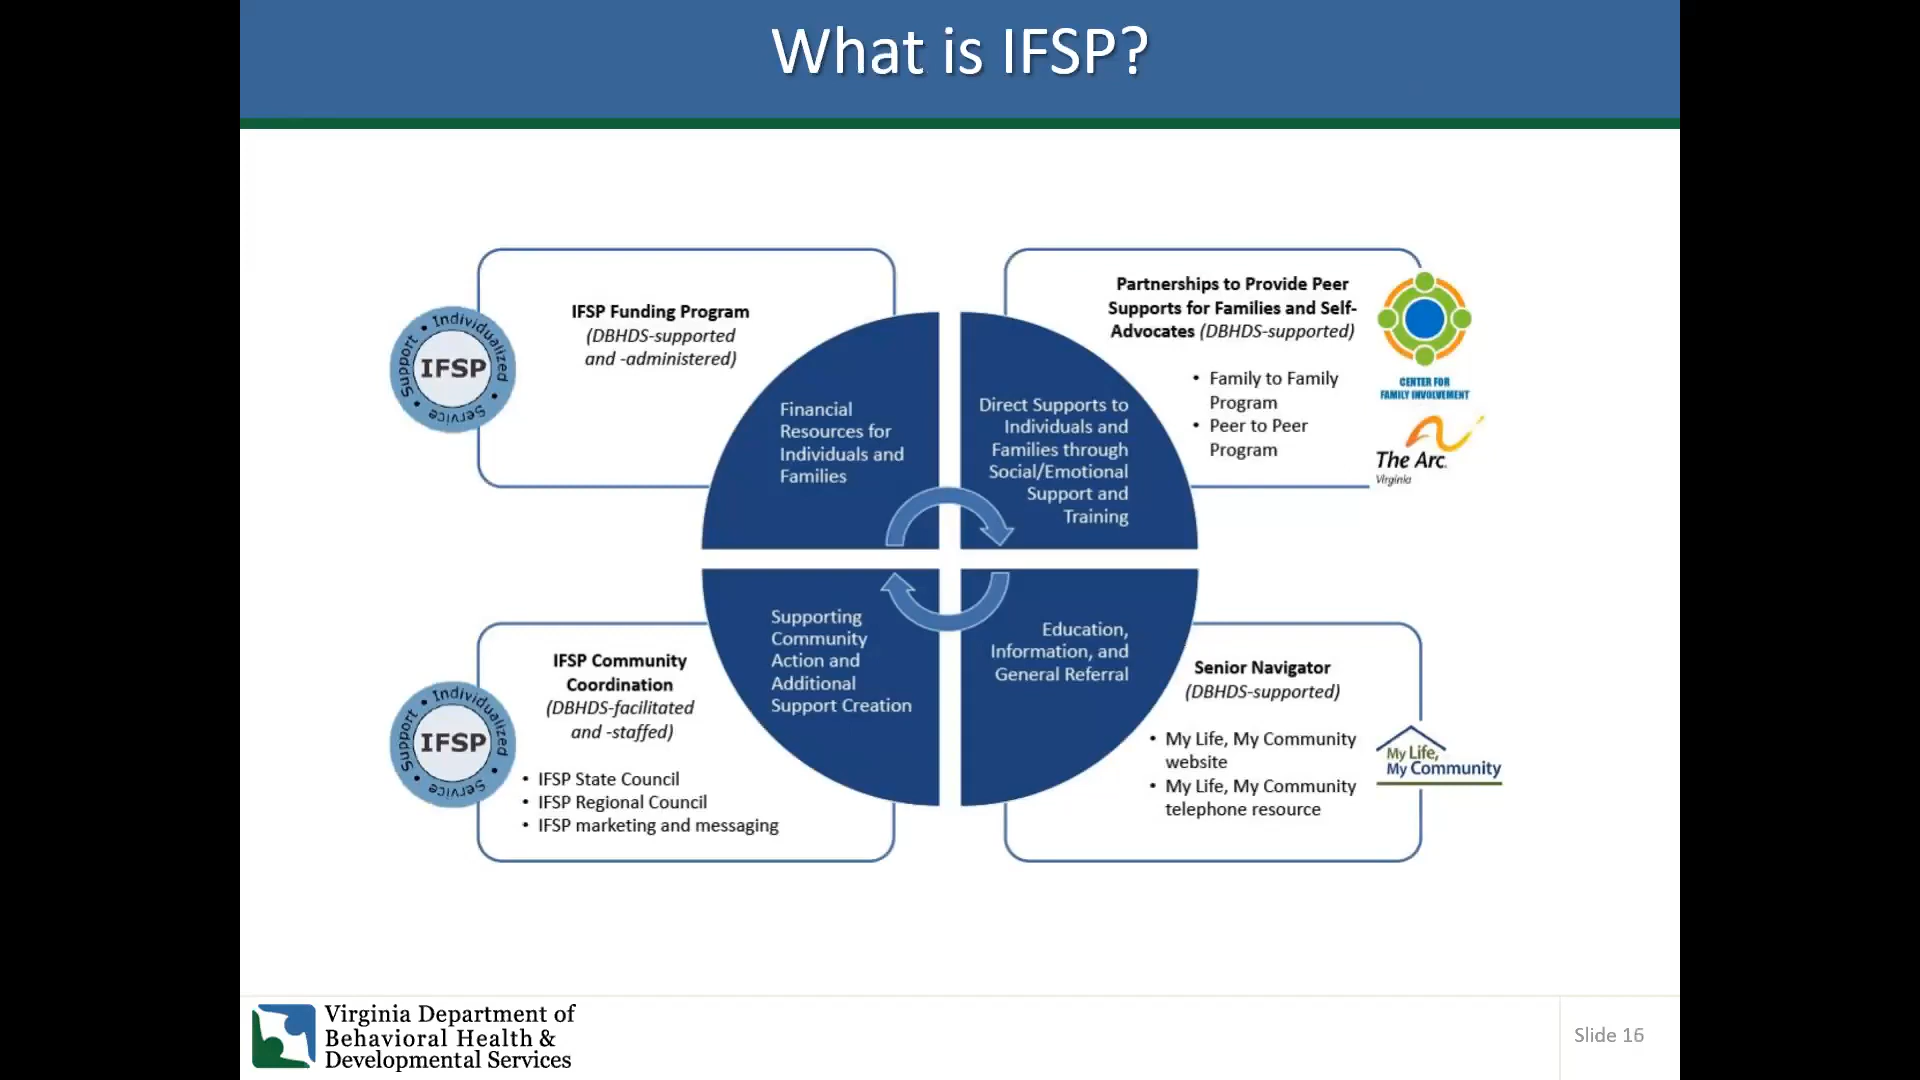 What is IFSP?
IFSP Funding Program
(DBHDS-supported
and -administered)
• Individualized • Service • Support
IFSP
Financial
Resources for
Individuals and
Families
Partnerships to Provide Peer
Supports for Families and Self-
Advocates (DBHDS-supported)
• Family to Family
Program
• Peer to Peer
Program
CENTER FOR
FAMILY INVOLVEMENT
The Arc.
Virginia
Direct Supports to
Individuals and
Families through
Social/Emotional
Support and
Training
IFSP Community
Coordination
(DBHDS-facilitated
and -staffed)
• IFSP State Council
• IFSP Regional Council
• IFSP marketing and messaging
• Individualized • Service • Support
IFSP
Supporting
Community
Action and
Additional
Support Creation
Education,
Information, and
General Referral
Senior Navigator
(DBHDS-supported)
• My Life, My Community
website
• My Life, My Community
telephone resource
My Life,
My Community
Virginia Department of
Behavioral Health &
Developmental Services
Slide 16